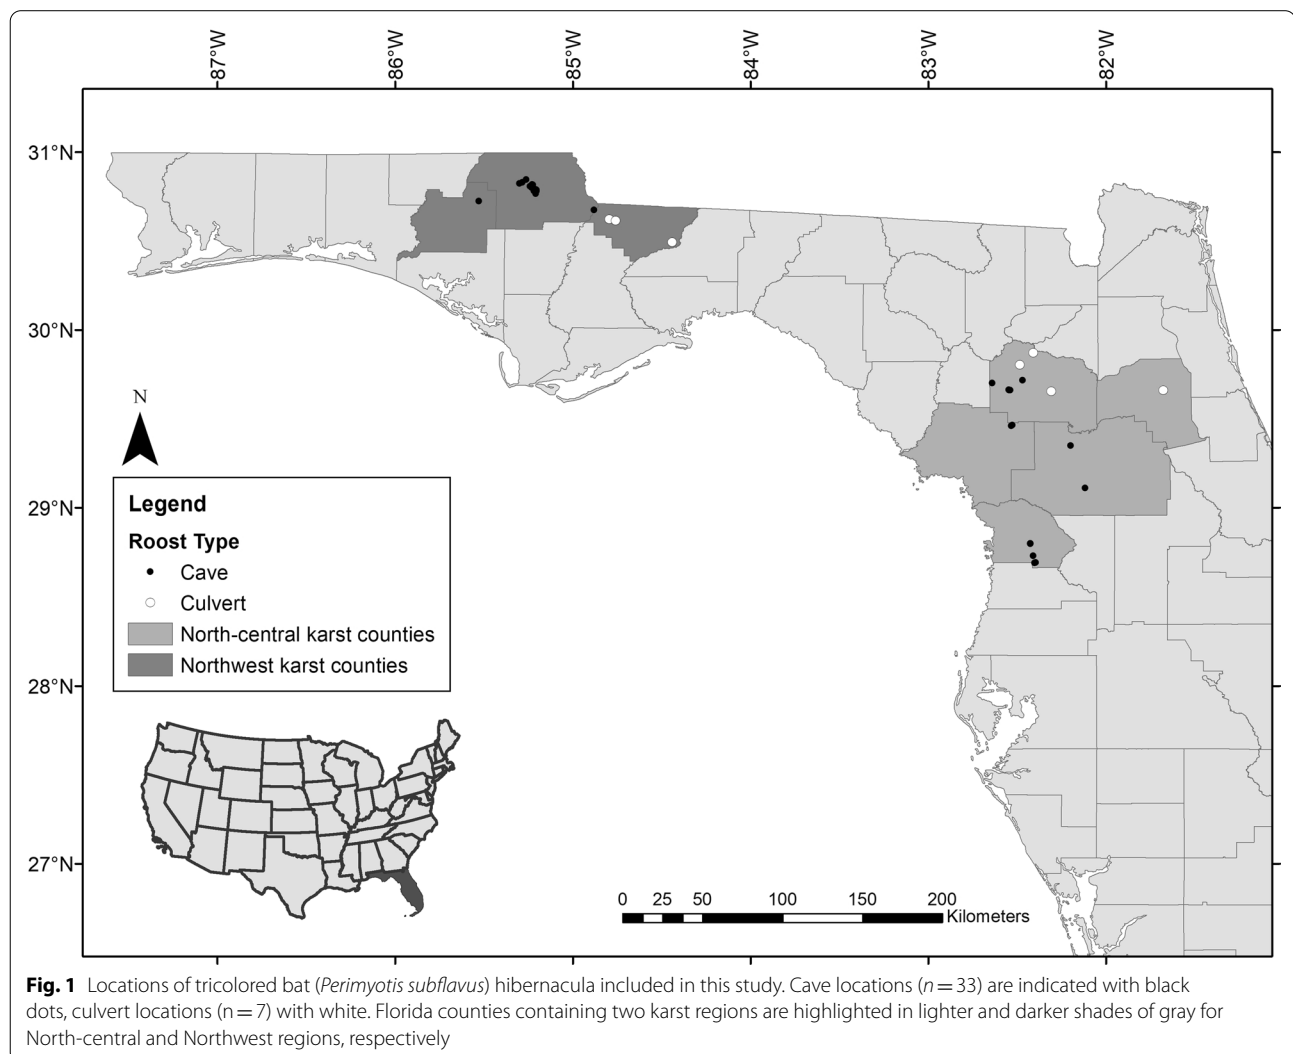 87°W 86°W 85°W 84°W 83°W 82°W
31°N
30°N
N
29°N
Legend
Roost Type
Cave
Culvert
North-central karst counties
Northwest karst counties
28°N
27°N
0 25 50 100 150 200
Kilometers
Fig. 1 Locations of tricolored bat (Perimyotis subflavus) hibernacula included in this study. Cave locations (n = 33) are indicated with black
dots, culvert locations (n = 7) with white. Florida counties containing two karst regions are highlighted in lighter and darker shades of gray for
North-central and Northwest regions, respectively